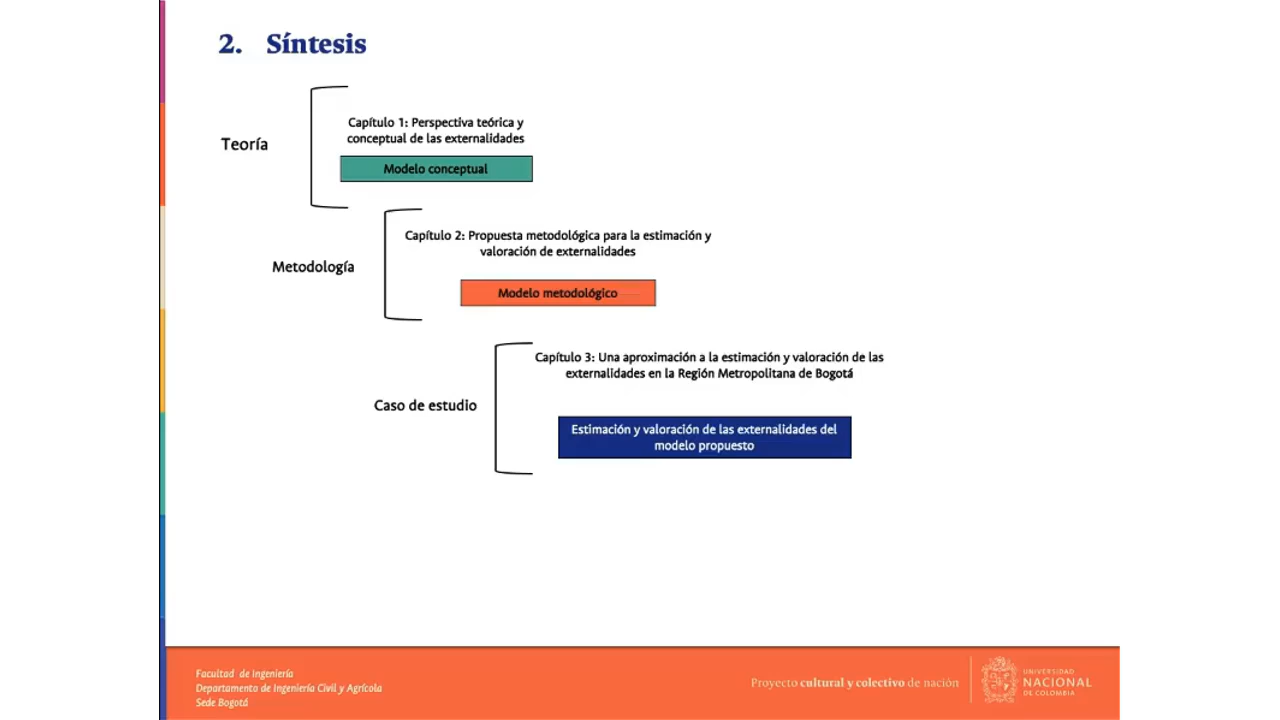 2. Síntesis
Teoría
Capítulo 1: Perspectiva teórica y
conceptual de las externalidades
Modelo conceptual
Metodología
Capítulo 2: Propuesta metodológica para la estimación y
valoración de externalidades
Modelo metodológico
Caso de estudio
Capítulo 3: Una aproximación a la estimación y valoración de las
externalidades en la Región Metropolitana de Bogotá
Estimación y valoración de las externalidades del
modelo propuesto
Facultad de Ingeniería
Departamento de Ingeniería Civil y Agrícola
Sede Bogotá
Proyecto cultural y colectivo de nación
UNIVERSIDAD
NACIONAL
DE COLOMBIA